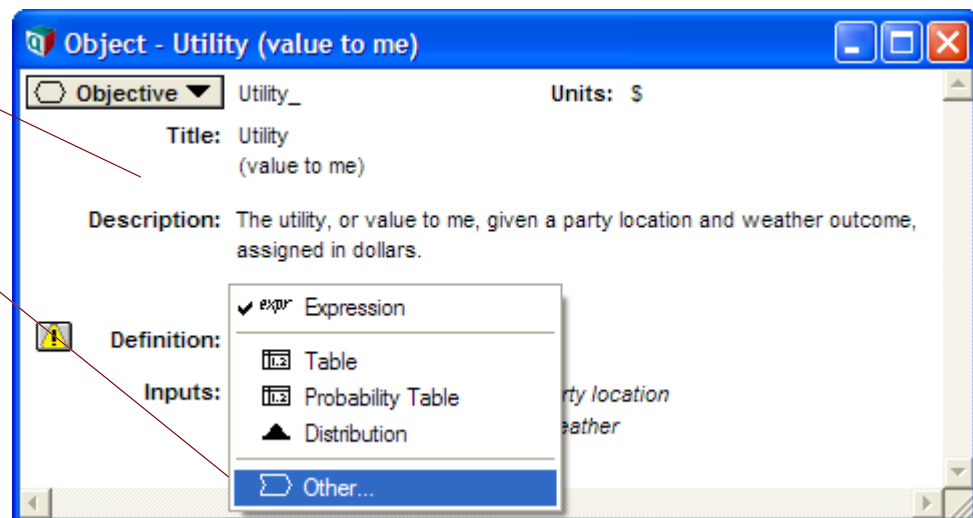 Object - Utility (value to me)
Objective Utility_ Units: $
Title: Utility
(value to me)
Description: The utility, or value to me, given a party location and weather outcome,
assigned in dollars.
expr Expression
Definition:
Table
Inputs: Probability Table rty location
Distribution eather
Other...